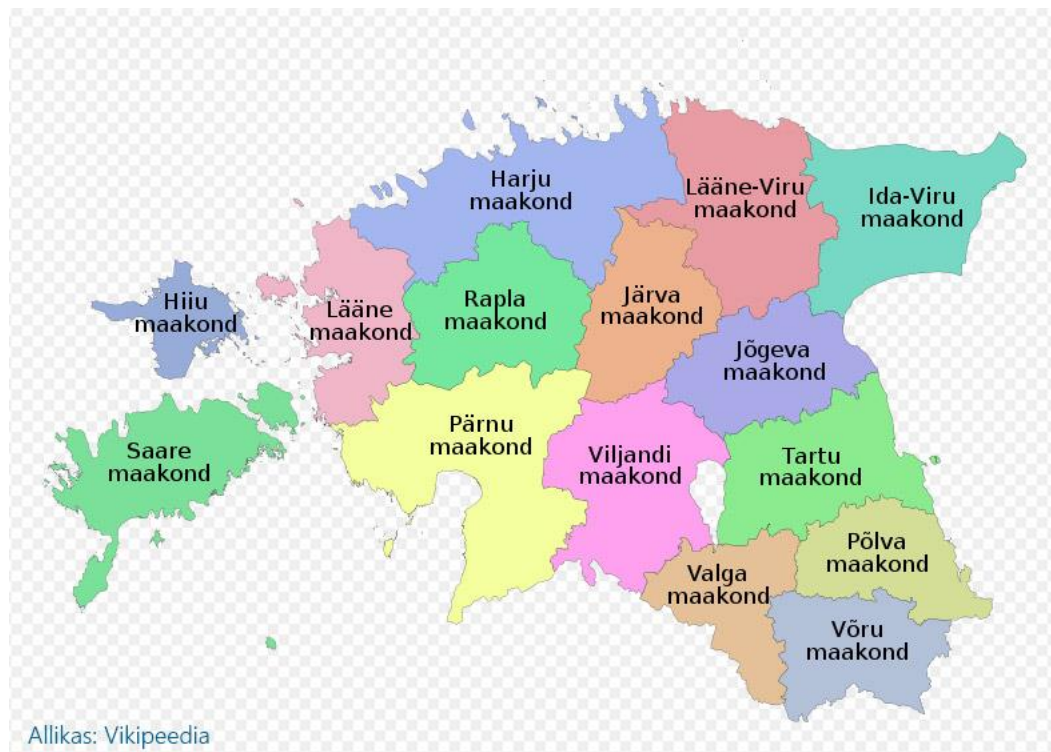 Harju
maakond
Lääne-Viru
maakond
Ida-Viru
maakond
Hiiu
maakond
Lääne
maakond
Rapla
maakond
Järva
maakond
Jõgeva
maakond
Saare
maakond
Pärnu
maakond
Viljandi
maakond
Tartu
maakond
Valga
maakond
Põlva
maakond
Võru
maakond
Allikas: Vikipeedia